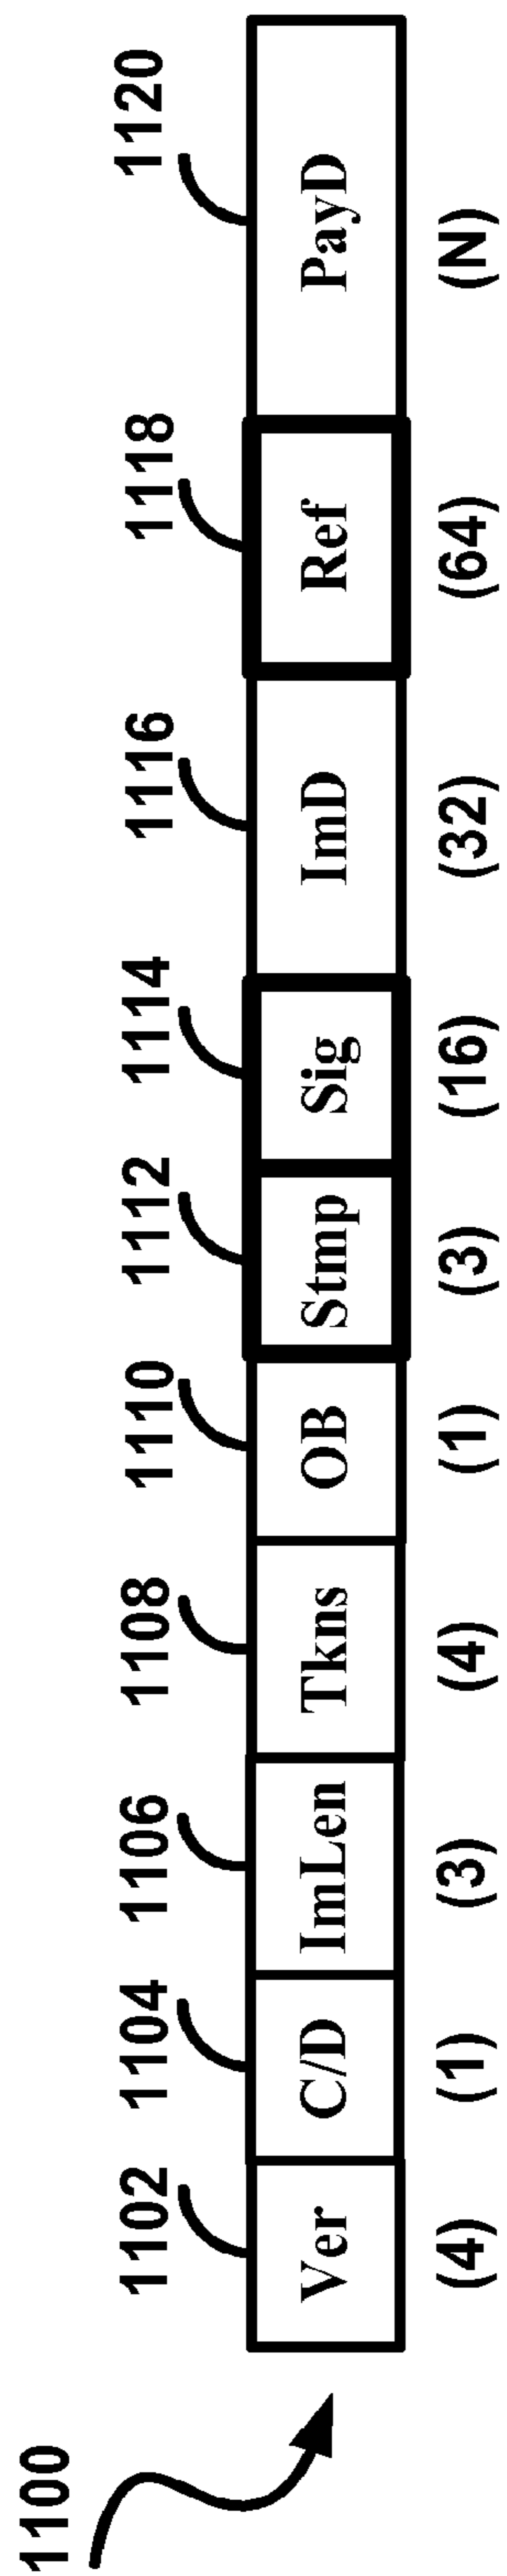 1100
1102 1104 1106 1108 1110 1112 1114 1116 1118 1120
Ver C/D ImLen Tkns OB Stmp Sig ImD Ref PayD
(4) (1) (3) (4) (1) (3) (16) (32) (64) (N)